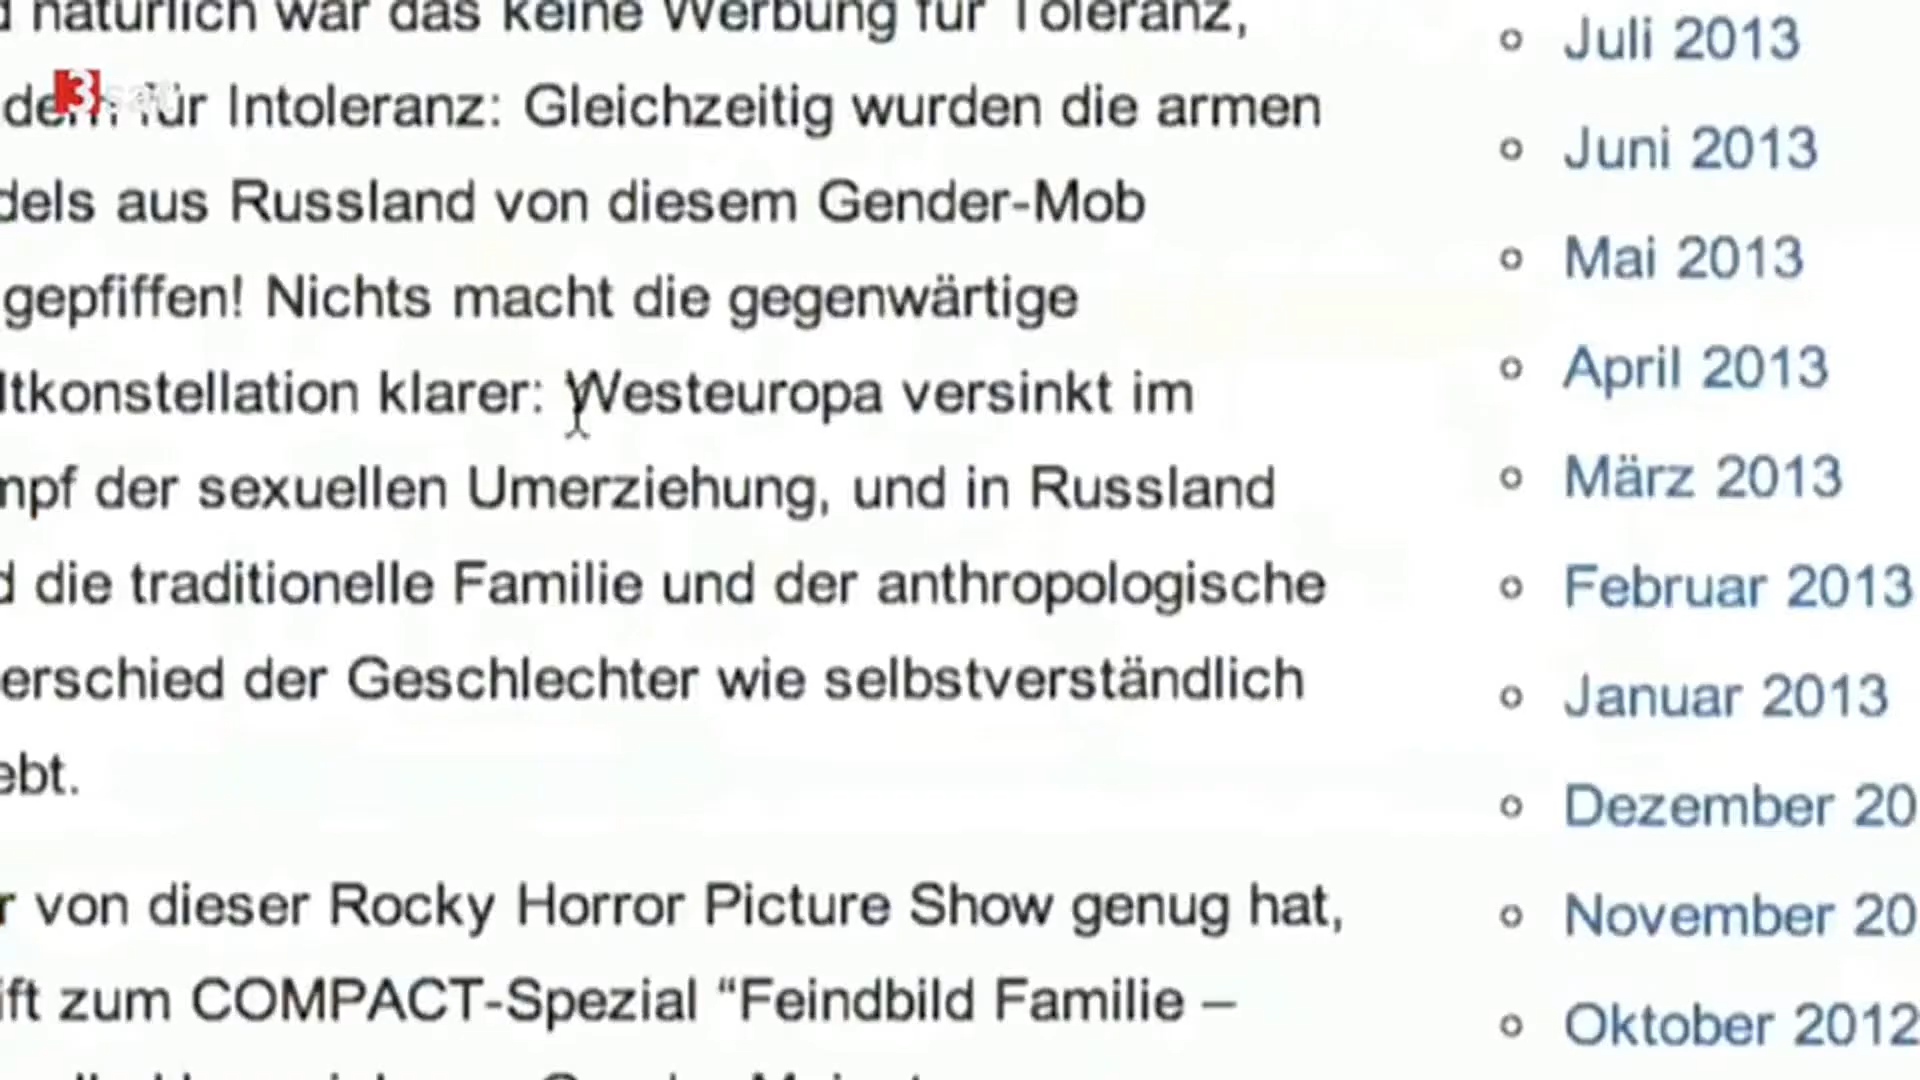 natürlich war das keine Werbung für Toleranz,
3sat
dern für Intoleranz: Gleichzeitig wurden die armen
dels aus Russland von diesem Gender-Mob
gepfiffen! Nichts macht die gegenwärtige
ltkonstellation klarer: Westeuropa versinkt im
mpf der sexuellen Umerziehung, und in Russland
d die traditionelle Familie und der anthropologische
erschied der Geschlechter wie selbstverständlich
ebt.
r von dieser Rocky Horror Picture Show genug hat,
ift zum COMPACT-Spezial “Feindbild Familie –
Juli 2013
Juni 2013
Mai 2013
April 2013
März 2013
Februar 2013
Januar 2013
Dezember 20
November 20
Oktober 2012